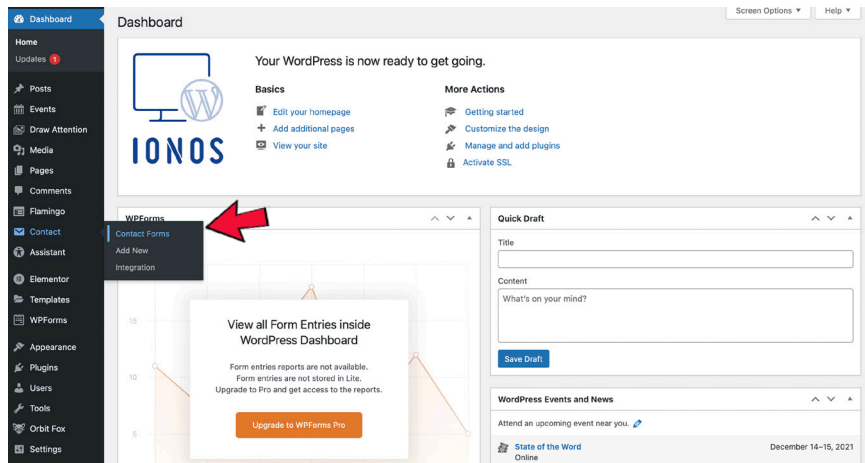 Dashboard
Home
Updates 1
Posts
Events
Draw Attention
Media
Pages
Comments
Flamingo
Contact
Assistant
Elementor
Templates
WPForms
Appearance
Plugins
Users
Tools
Orbit Fox
Settings
Contact Forms
Add New
Integration
Dashboard
Screen Options
Help
IONOS
Your WordPress is now ready to get going.
Basics
Edit your homepage
Add additional pages
View your site
More Actions
Getting started
Customize the design
Manage and add plugins
Activate SSL
WPForms
15
10
5
View all Form Entries inside
WordPress Dashboard
Form entries reports are not available.
Form entries are not stored in Lite.
Upgrade to Pro and get access to the reports.
Upgrade to WPForms Pro
Quick Draft
Title
Content
What's on your mind?
Save Draft
WordPress Events and News
Attend an upcoming event near you.
State of the Word
Online
December 14–15, 2021